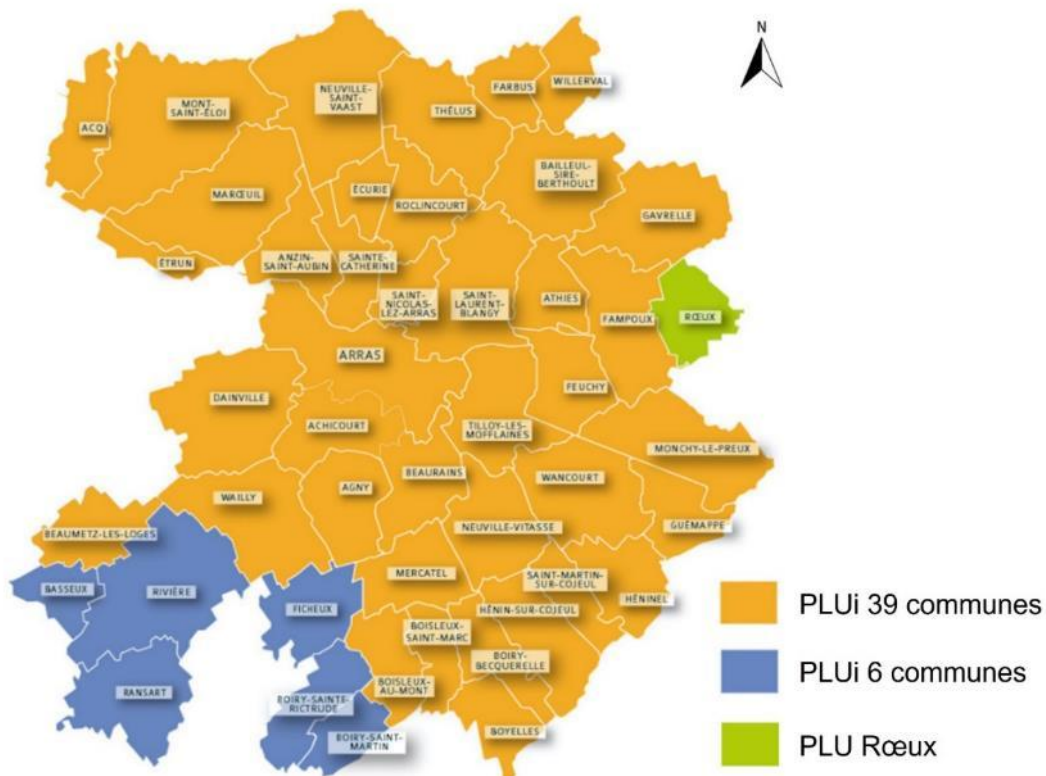 N
WILLERVAL
FARBUS
NEUVILLE-
SAINT-
VAAST
MONT-
SAINT-ÉLOI
THÉLUS
ACQ
BAILLEUL-
SIRE-
BERTHOULT
MARŒUIL
ÉCURIE
ROCLINCOURT
GAVRELLE
ÉTRUN
ANZIN-
SAINT-AUBIN
SAINTE-
CATHERINE
SAINT-
NICOLAS-
LEZ-ARRAS
SAINT-
LAURENT-
BLANGY
ATHIES
FAMPOUX
RŒUX
ARRAS
FEUCHY
DAINVILLE
ACHICOURT
TILLOY-LES-
MOFFLAINES
MONCHY-LE-PREUX
BEAURAINS
WANCOURT
AGNY
WAILLY
NEUVILLE-VITASSE
GUÉMAPPE
BEAUMETZ-LES-LOGES
MERCATEL
SAINT-MARTIN-
SUR-COJEUL
BASSEUX
RIVIÈRE
FICHEUX
HÉNINEL
HÉNIN-SUR-COJEUL
BOISLEUX-
SAINT-MARC
BOIRY-
BECQUERELLE
RANSART
BOISLEUX-
AU-MONT
BOIRY-SAINTE-
RICTRUDE
BOYELLES
BOIRY-SAINT-
MARTIN
PLUi 39 communes
PLUi 6 communes
PLU Rœux